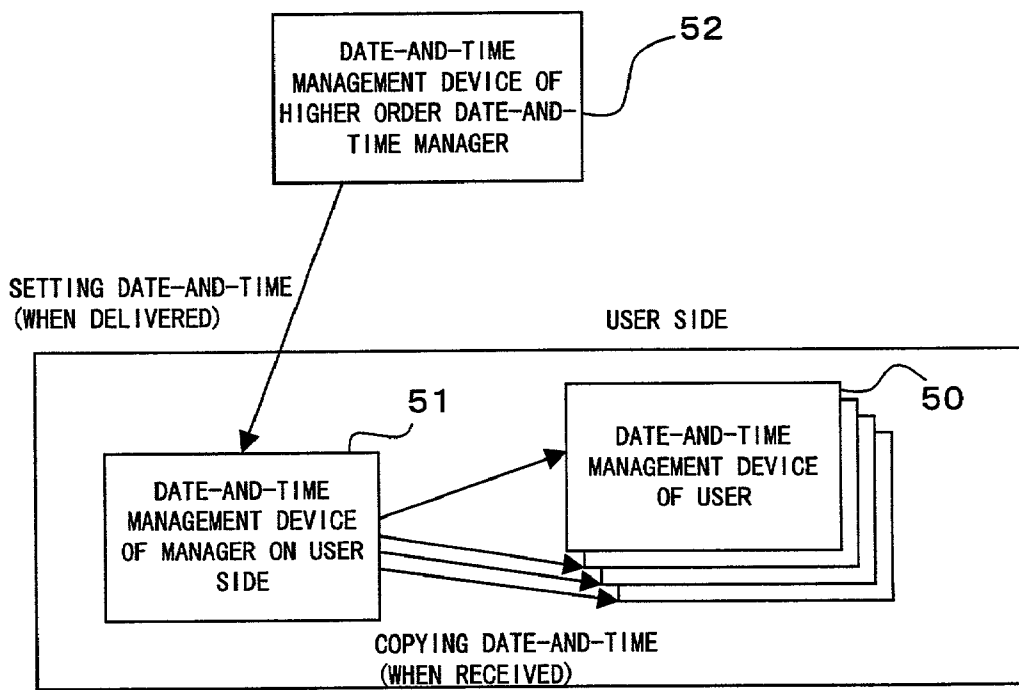 DATE-AND-TIME
MANAGEMENT DEVICE OF
HIGHER ORDER DATE-AND-
TIME MANAGER
52
SETTING DATE-AND-TIME
(WHEN DELIVERED)
USER SIDE
51
50
DATE-AND-TIME
MANAGEMENT DEVICE
OF MANAGER ON USER
SIDE
DATE-AND-TIME
MANAGEMENT DEVICE
OF USER
COPYING DATE-AND-TIME
(WHEN RECEIVED)